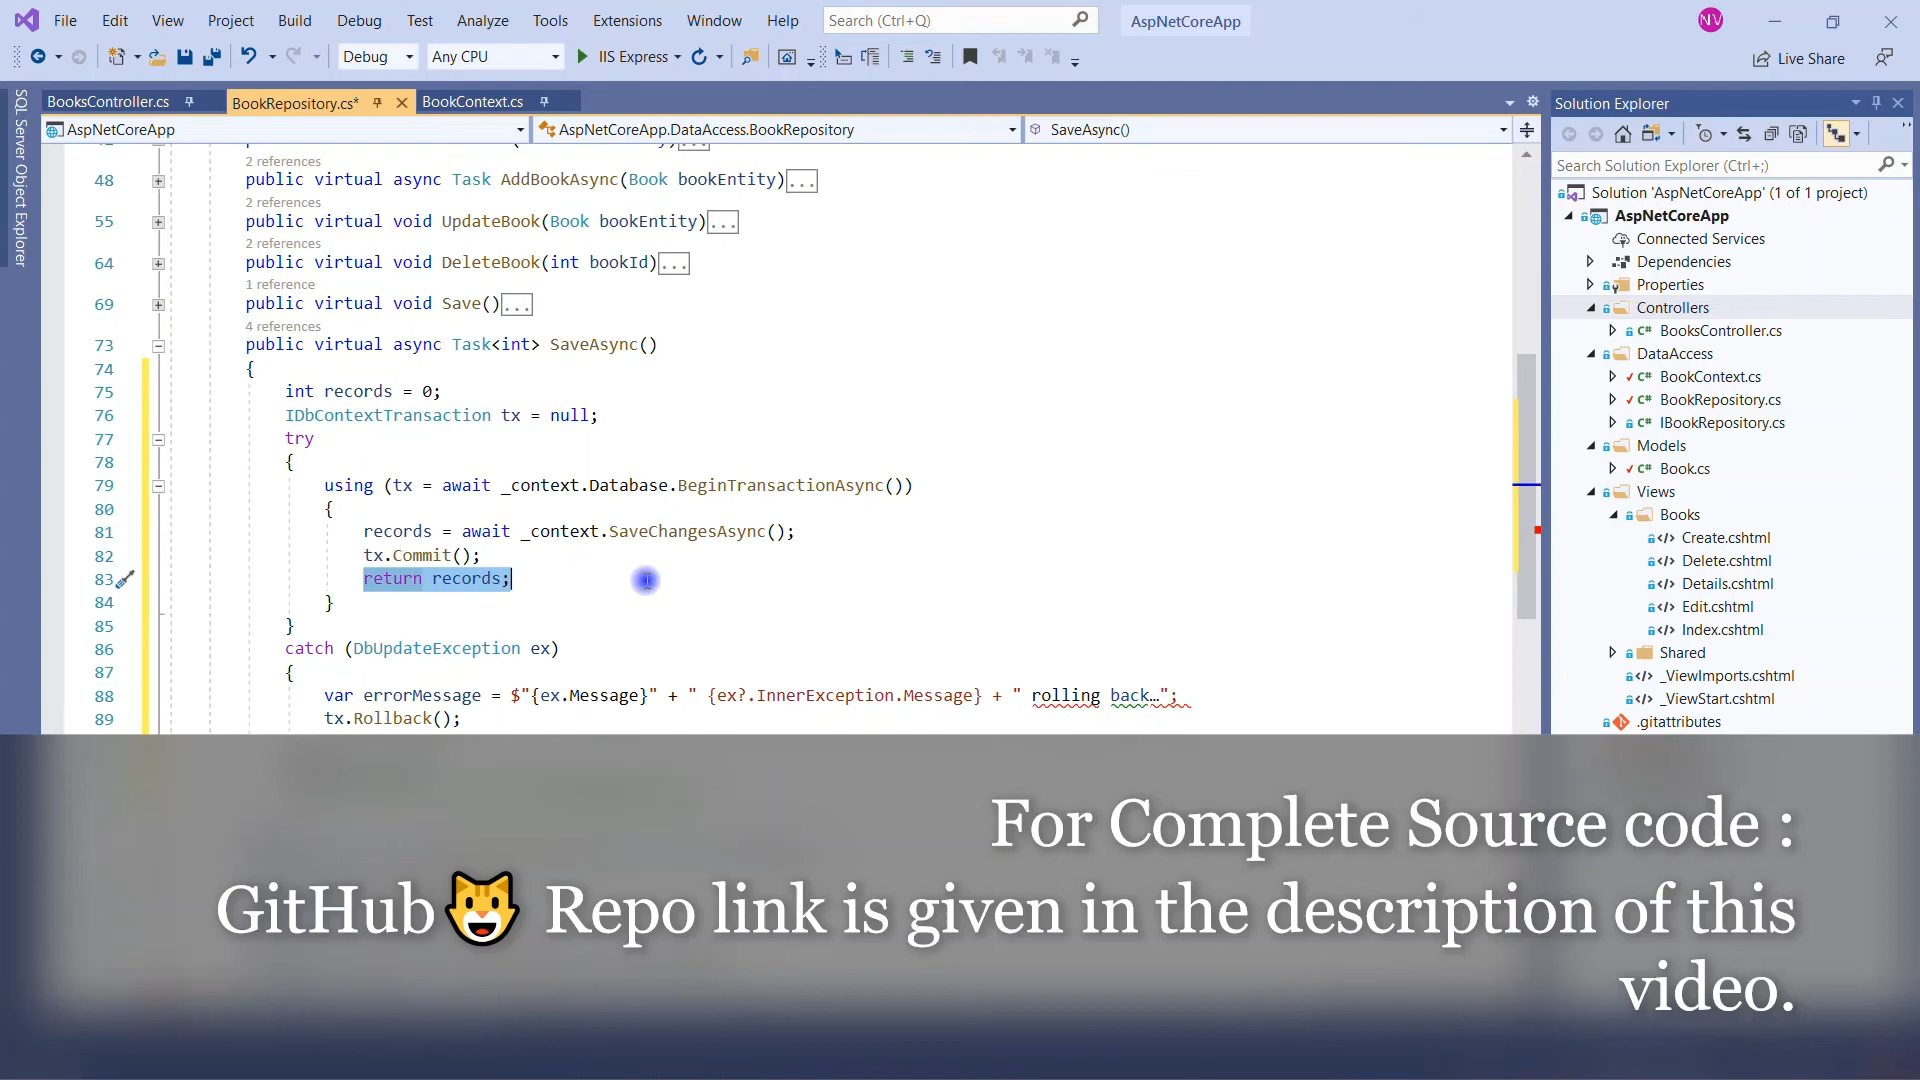 File Edit View Project Build Debug Test Analyze Tools Extensions Window Help Search (Ctrl+Q) AspNetCoreApp NV
Debug Any CPU IIS Express Live Share
SQL Server Object Explorer
BooksController.cs BookRepository.cs* BookContext.cs
AspNetCoreApp AspNetCoreApp.DataAccess.BookRepository SaveAsync()
2 references
48 public virtual async Task AddBookAsync(Book bookEntity)...
2 references
55 public virtual void UpdateBook(Book bookEntity)...
2 references
64 public virtual void DeleteBook(int bookId)...
1 reference
69 public virtual void Save()...
4 references
73 public virtual async Task<int> SaveAsync()
74 {
75 int records = 0;
76 IDbContextTransaction tx = null;
77 try
78 {
79 using (tx = await _context.Database.BeginTransactionAsync())
80 {
81 records = await _context.SaveChangesAsync();
82 tx.Commit();
83 return records;
84 }
85 }
86 catch (DbUpdateException ex)
87 {
88 var errorMessage = $"{ex.Message}" + " {ex?.InnerException.Message} + " rolling back…";
89 tx.Rollback();
Solution Explorer
Search Solution Explorer (Ctrl+;)
Solution 'AspNetCoreApp' (1 of 1 project)
AspNetCoreApp
Connected Services
Dependencies
Properties
Controllers
C# BooksController.cs
DataAccess
C# BookContext.cs
C# BookRepository.cs
C# IBookRepository.cs
Models
C# Book.cs
Views
Books
Create.cshtml
Delete.cshtml
Details.cshtml
Edit.cshtml
Index.cshtml
Shared
_ViewImports.cshtml
_ViewStart.cshtml
.gitattributes
For Complete Source code :
GitHub😺 Repo link is given in the description of this
video.